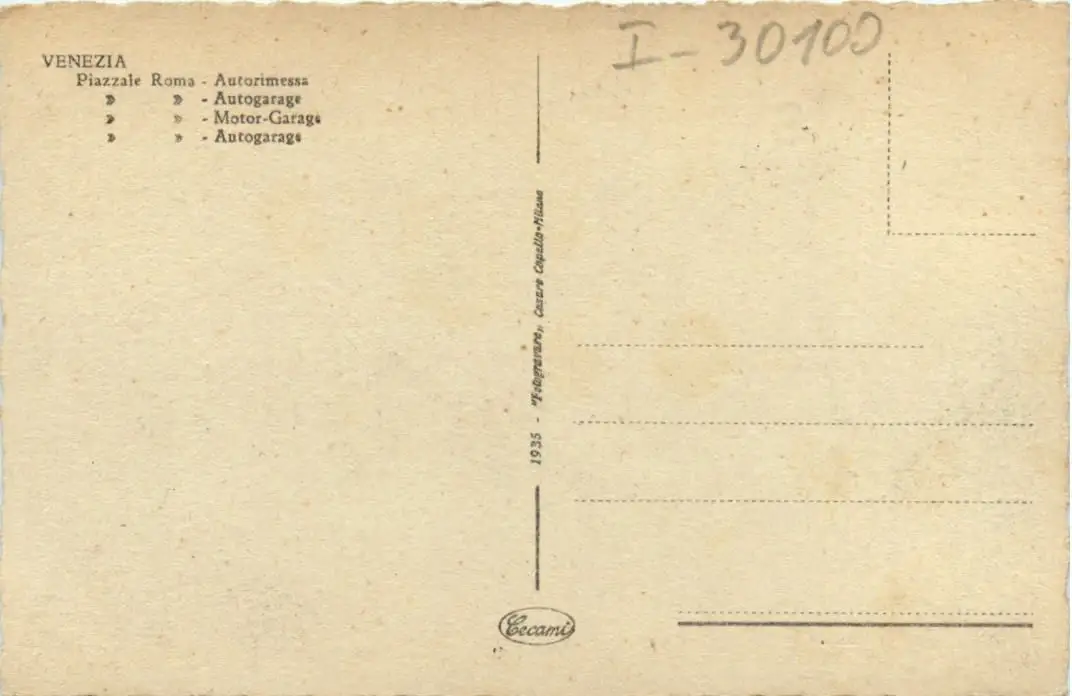 I - 30100
VENEZIA
Piazzale Roma - Autorimessa
» » - Autogarage
» » - Motor-Garage
» » - Autogarage
1935 - "Fotogravure„ Cesare Capello-Milano
Cecami